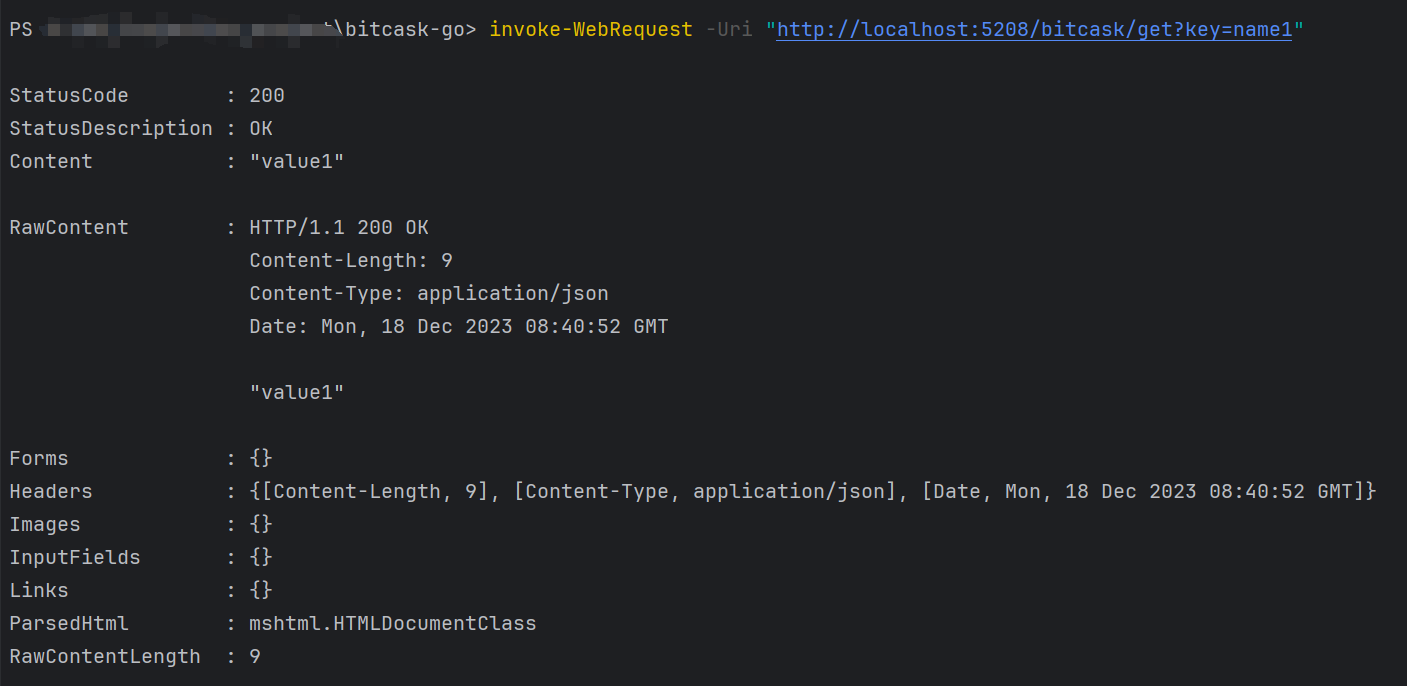 PS \bitcask-go> invoke-WebRequest -Uri "http://localhost:5208/bitcask/get?key=name1"
StatusCode : 200
StatusDescription : OK
Content : "value1"
RawContent : HTTP/1.1 200 OK
Content-Length: 9
Content-Type: application/json
Date: Mon, 18 Dec 2023 08:40:52 GMT
"value1"
Forms : {}
Headers : {[Content-Length, 9], [Content-Type, application/json], [Date, Mon, 18 Dec 2023 08:40:52 GMT]}
Images : {}
InputFields : {}
Links : {}
ParsedHtml : mshtml.HTMLDocumentClass
RawContentLength : 9